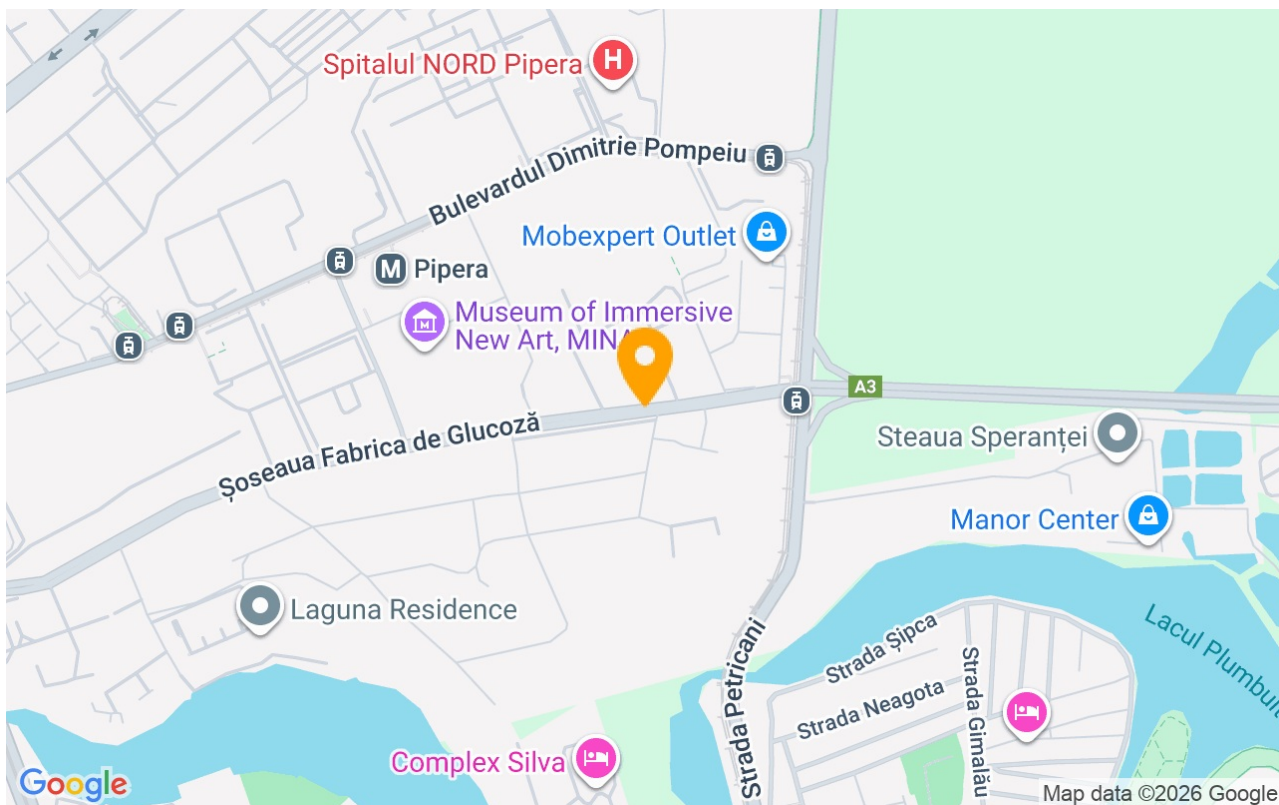 Spitalul NORD Pipera
H
Bulevardul Dimitrie Pompeiu
Mobexpert Outlet
M
Pipera
M
Museum of Immersive
New Art, MINA
A3
Șoseaua Fabrica de Glucoză
Steaua Speranței
Manor Center
Laguna Residence
Strada Petricani
Strada Șipca
Strada Neagota
Strada Gimalău
Lacul Plumbuit
Complex Silva
Google
Map data ©2026 Google